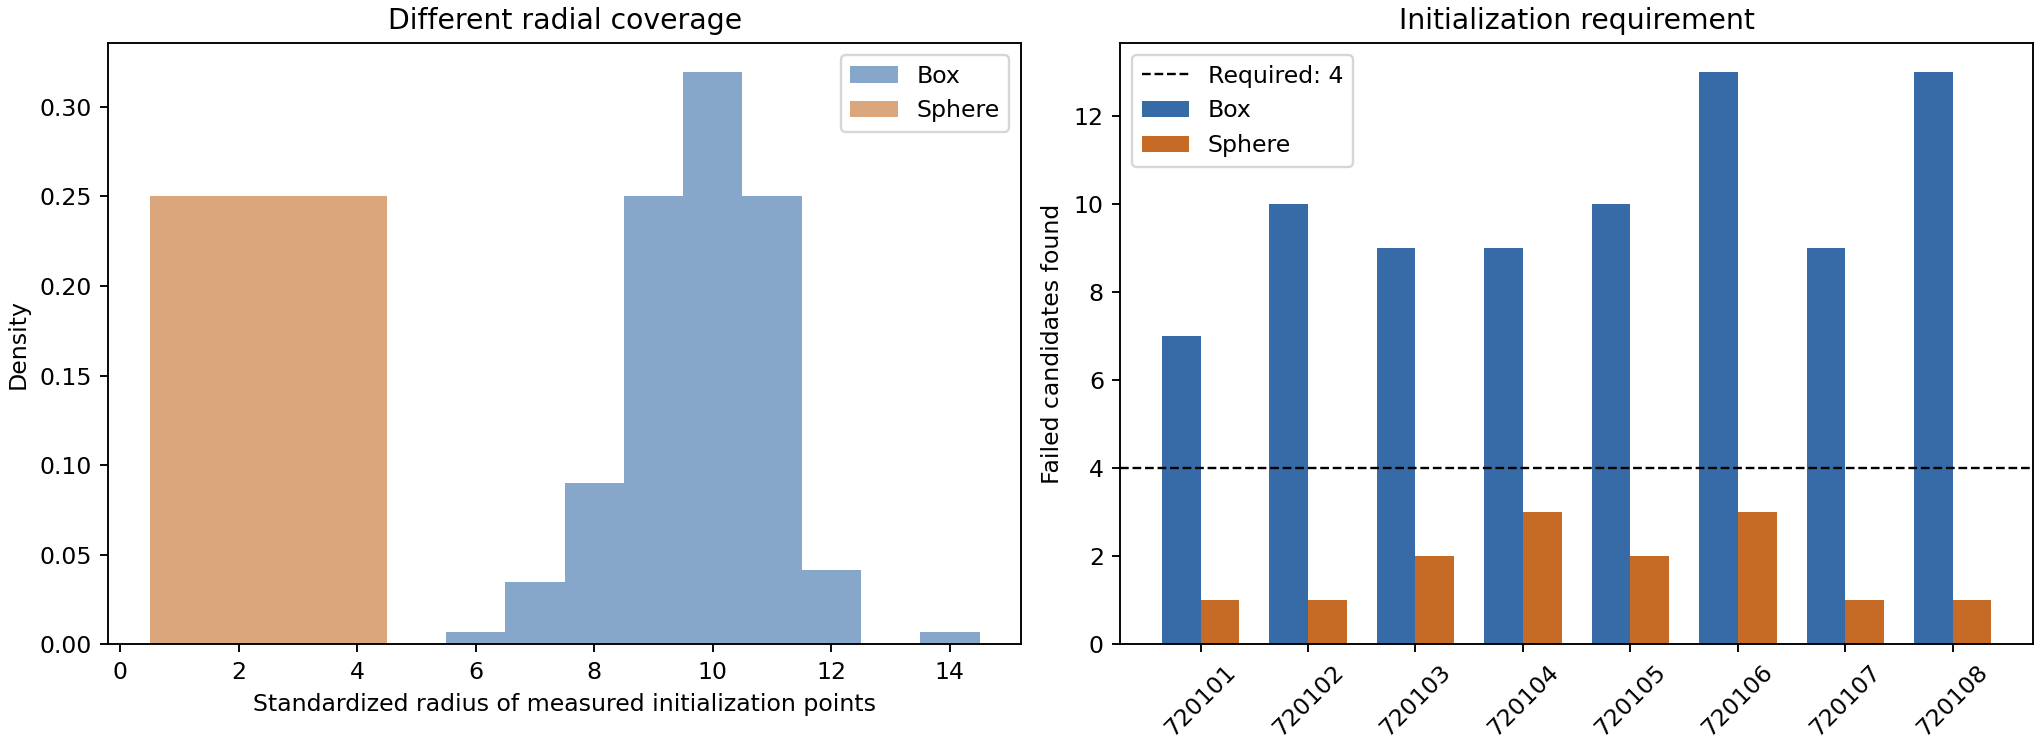 Different radial coverage
Box
Sphere
0.30
0.25
0.20
0.15
0.10
0.05
0.00
Density
0 2 4 6 8 10 12 14
Standardized radius of measured initialization points
Initialization requirement
Required: 4
Box
Sphere
12
10
8
6
4
2
0
Failed candidates found
720101 720102 720103 720104 720105 720106 720107 720108